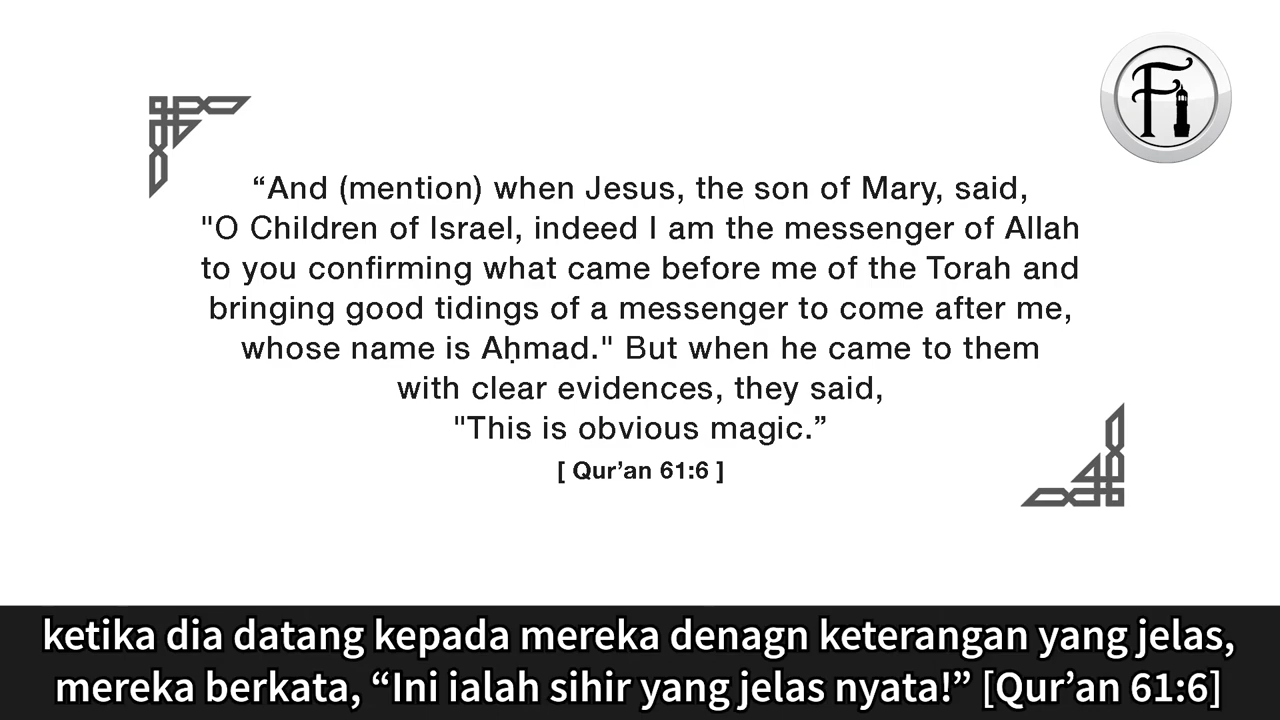 Fi
“And (mention) when Jesus, the son of Mary, said,
"O Children of Israel, indeed I am the messenger of Allah
to you confirming what came before me of the Torah and
bringing good tidings of a messenger to come after me,
whose name is Aḥmad." But when he came to them
with clear evidences, they said,
"This is obvious magic.”
[ Qur’an 61:6 ]
ketika dia datang kepada mereka denagn keterangan yang jelas,
mereka berkata, “Ini ialah sihir yang jelas nyata!” [Qur’an 61:6]